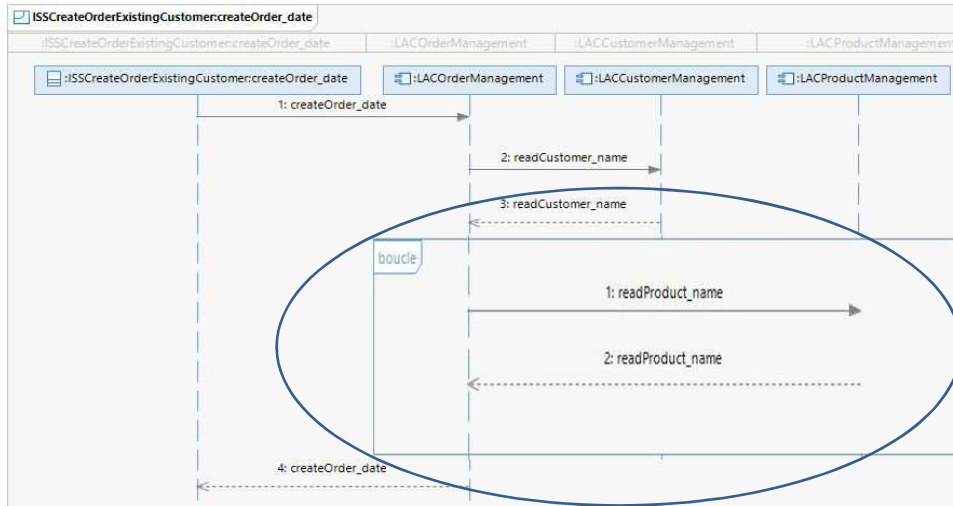 ISSCreateOrderExistingCustomer:createOrder_date
:ISSCreateOrderExistingCustomer:createOrder_date :LACOrderManagement :LACCustomerManagement :LACProductManagement
:ISSCreateOrderExistingCustomer:createOrder_date :LACOrderManagement :LACCustomerManagement :LACProductManagement
1: createOrder_date
2: readCustomer_name
3: readCustomer_name
boucle
1: readProduct_name
2: readProduct_name
4: createOrder_date